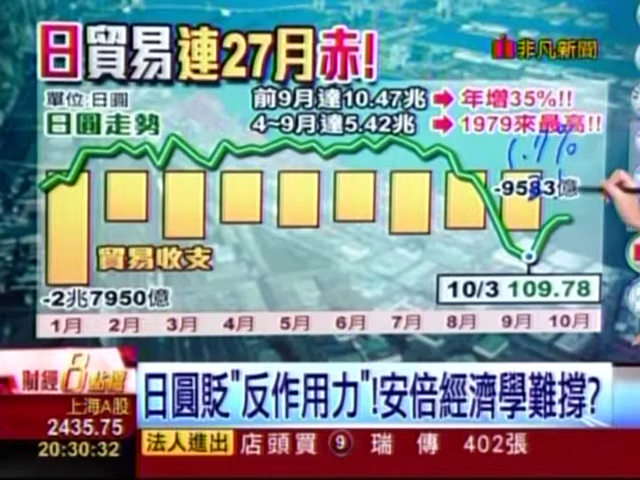 日貿易連27月赤!
非凡新聞
單位:日圓
前9月達10.47兆 ➡ 年增35%!!
日圓走勢
4~9月達5.42兆 ➡ 1979來最高!!
1.7%
-9583億
貿易收支
-2兆7950億
10/3 109.78
1月 2月 3月 4月 5月 6月 7月 8月 9月 10月
財經8點檔
上海A股
2435.75
20:30:32
日圓貶"反作用力"!安倍經濟學難撐?
法人進出 店頭買 9 瑞 傳 402張